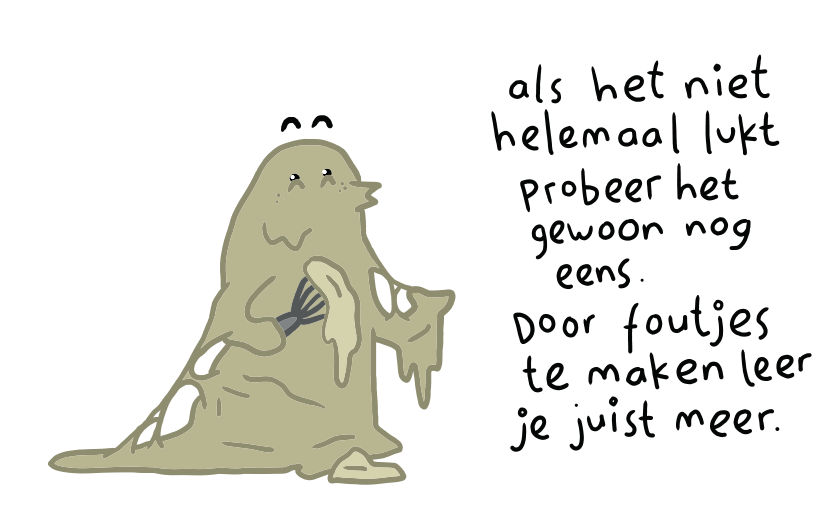 als het niet
helemaal lukt
probeer het
gewoon nog
eens.
Door foutjes
te maken leer
je juist meer.